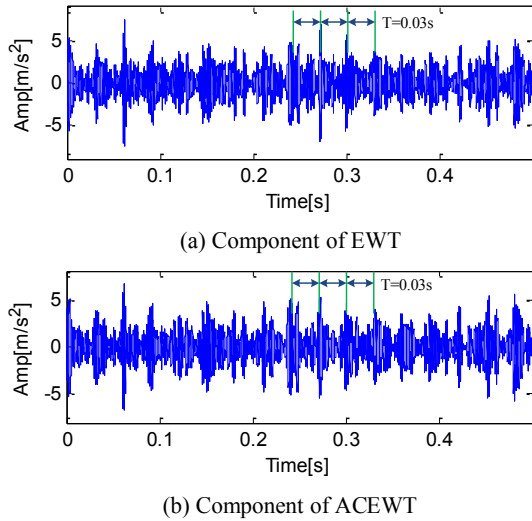 T=0.03s
5
0
-5
Amp[m/s²]
0 0.1 0.2 0.3 0.4
Time[s]
(a) Component of EWT
T=0.03s
5
0
-5
Amp[m/s²]
0 0.1 0.2 0.3 0.4
Time[s]
(b) Component of ACEWT